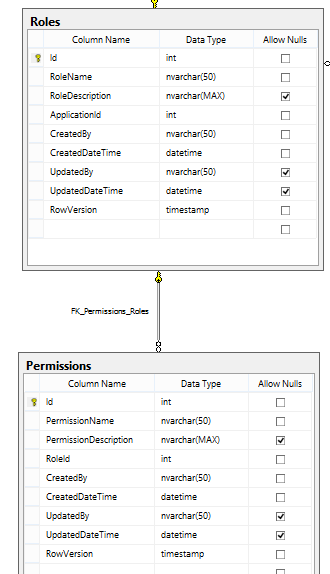 Roles
Column Name Data Type Allow Nulls
Id int
RoleName nvarchar(50)
RoleDescription nvarchar(MAX)
ApplicationId int
CreatedBy nvarchar(50)
CreatedDateTime datetime
UpdatedBy nvarchar(50)
UpdatedDateTime datetime
RowVersion timestamp
FK_Permissions_Roles
Permissions
Column Name Data Type Allow Nulls
Id int
PermissionName nvarchar(50)
PermissionDescription nvarchar(MAX)
RoleId int
CreatedBy nvarchar(50)
CreatedDateTime datetime
UpdatedBy nvarchar(50)
UpdatedDateTime datetime
RowVersion timestamp